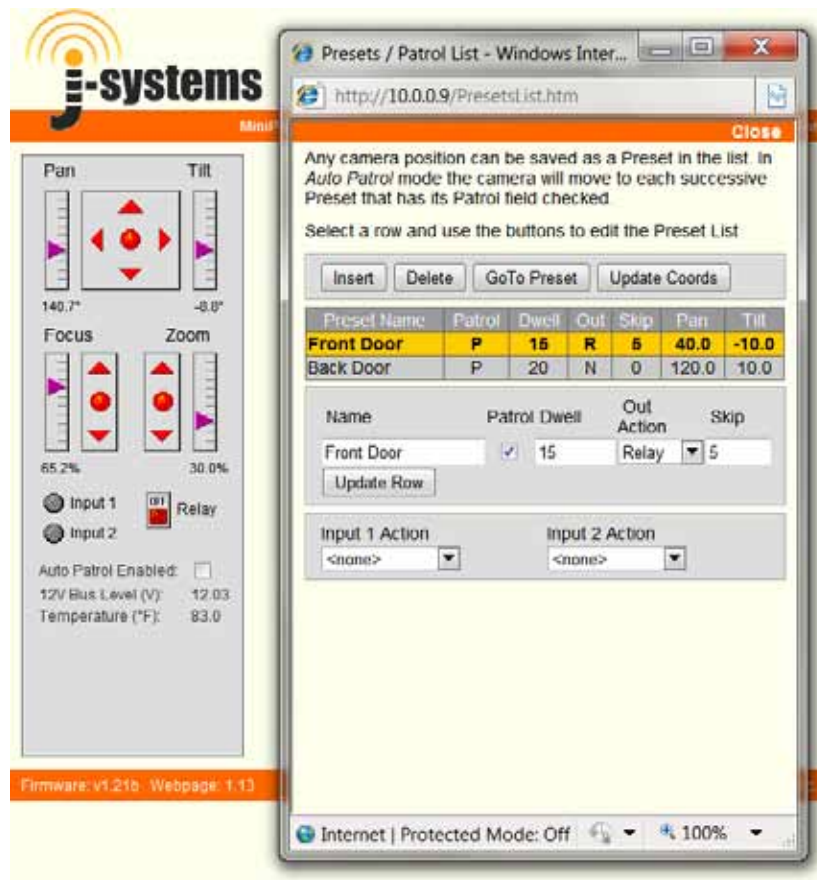 j-systems
Presets / Patrol List - Windows Inter...
http://10.0.0.9/PresetsList.htm
Close
Any camera position can be saved as a Preset in the list. In
Auto Patrol mode the camera will move to each successive
Preset that has its Patrol field checked.
Select a row and use the buttons to edit the Preset List
Insert Delete GoTo Preset Update Coords
Preset Name Patrol Dwell Out Skip Pan Tilt
Front Door P 15 R 5 40.0 -10.0
Back Door P 20 N 0 120.0 10.0
Name Patrol Dwell Out Action Skip
Front Door 15 Relay 5
Update Row
Input 1 Action Input 2 Action
<none> <none>
Internet | Protected Mode: Off 100%
Pan Tilt
140.7° -8.8°
Focus Zoom
65.2% 30.0%
Input 1 OFF Relay
Input 2
Auto Patrol Enabled:
12V Bus Level (V): 12.03
Temperature (°F): 83.0
Firmware: v1.21b Webpage: 1.13